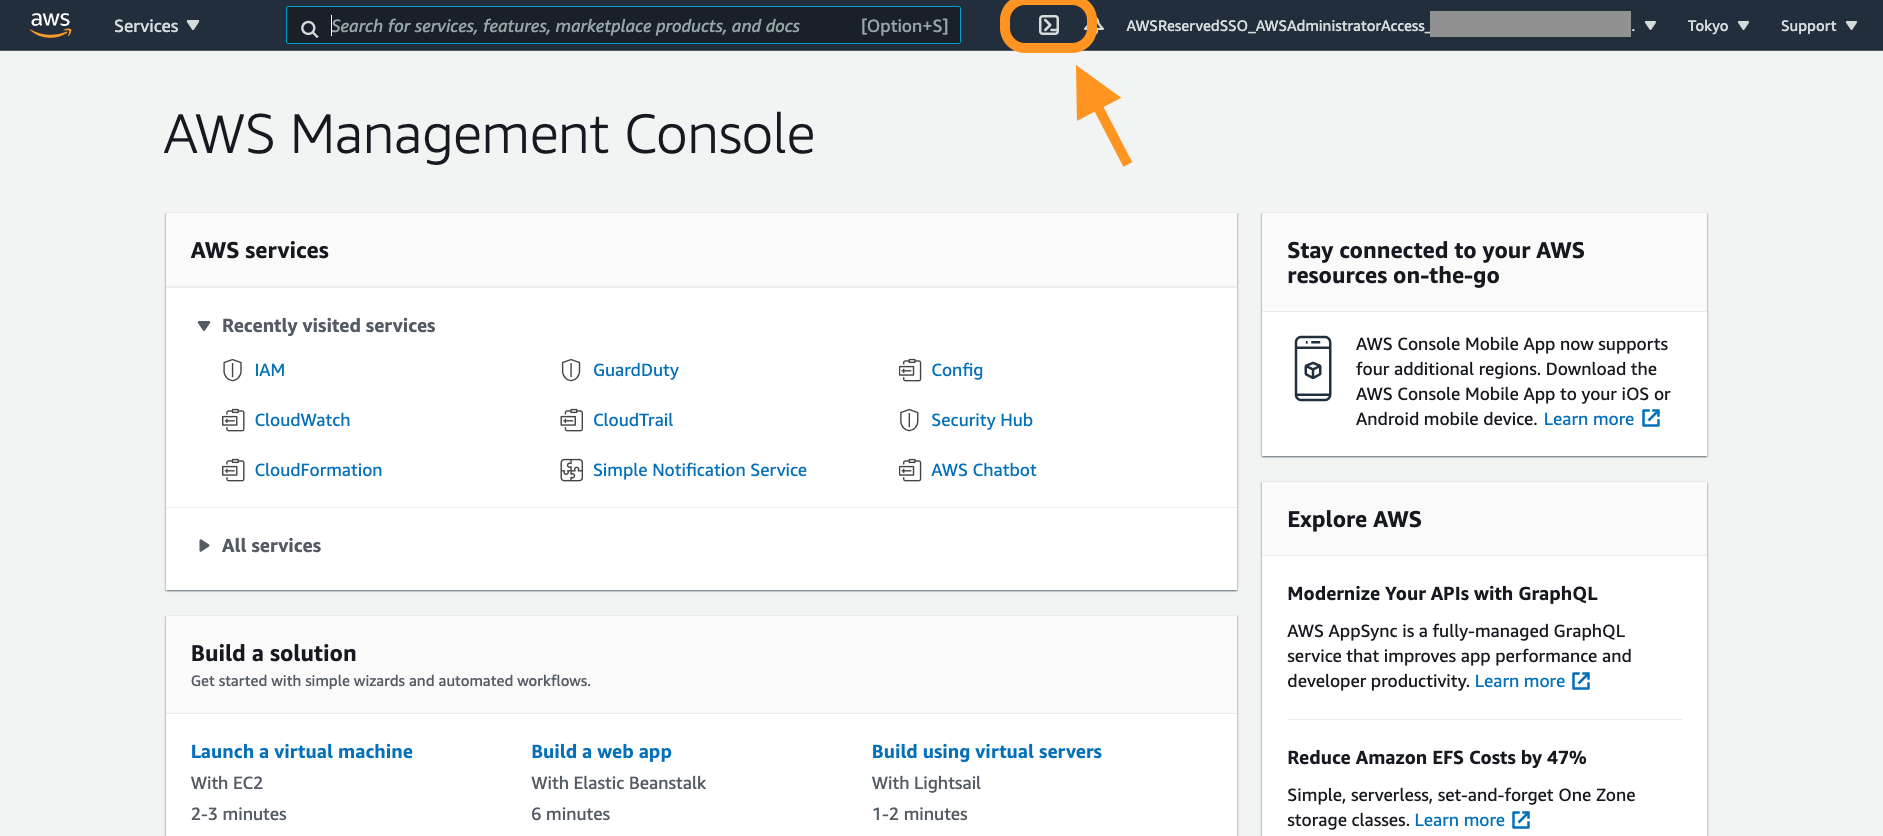 aws
Services
Search for services, features, marketplace products, and docs
[Option+S]
AWSReservedSSO_AWSAdministratorAccess_
Tokyo
Support
AWS Management Console
AWS services
Recently visited services
IAM
GuardDuty
Config
CloudWatch
CloudTrail
Security Hub
CloudFormation
Simple Notification Service
AWS Chatbot
All services
Build a solution
Get started with simple wizards and automated workflows.
Launch a virtual machine
With EC2
2-3 minutes
Build a web app
With Elastic Beanstalk
6 minutes
Build using virtual servers
With Lightsail
1-2 minutes
Stay connected to your AWS
resources on-the-go
AWS Console Mobile App now supports
four additional regions. Download the
AWS Console Mobile App to your iOS or
Android mobile device. Learn more
Explore AWS
Modernize Your APIs with GraphQL
AWS AppSync is a fully-managed GraphQL
service that improves app performance and
developer productivity. Learn more
Reduce Amazon EFS Costs by 47%
Simple, serverless, set-and-forget One Zone
storage classes. Learn more